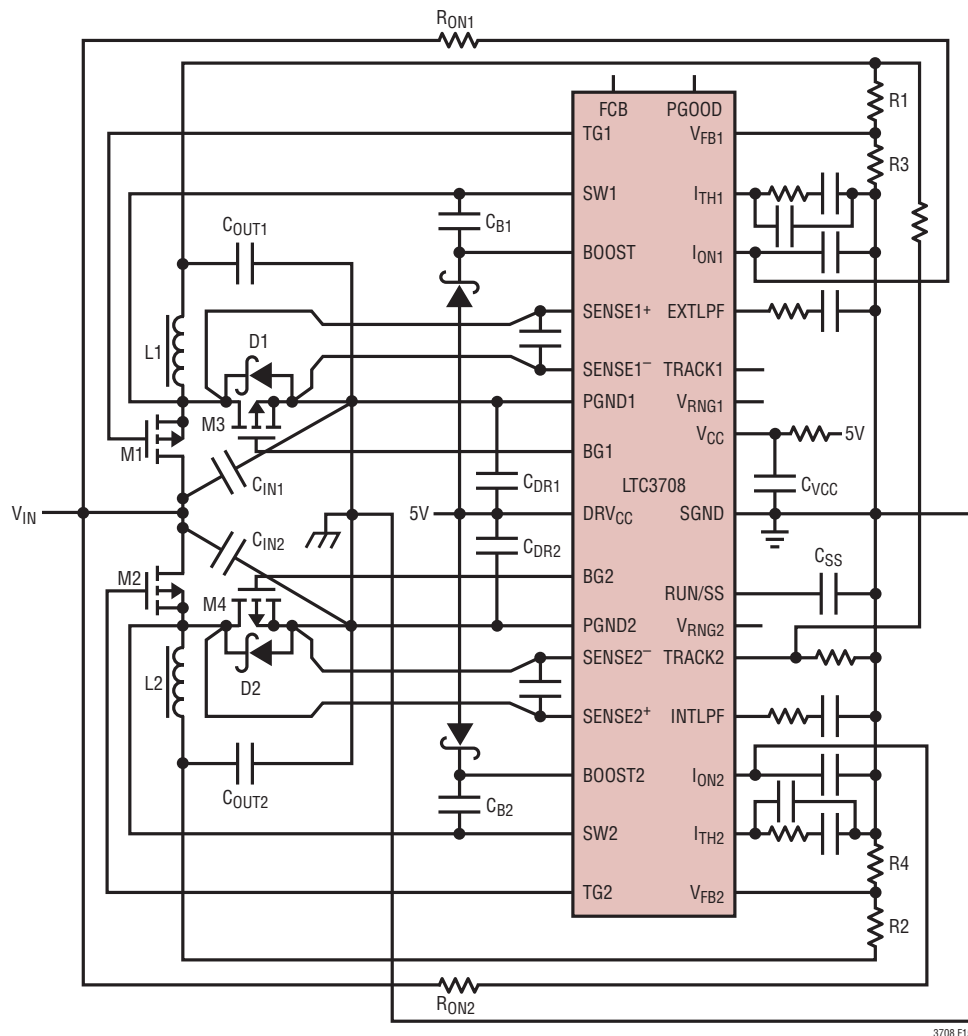 RON1
FCB
PGOOD
R1
TG1
VFB1
R3
SW1
ITH1
COUT1
CB1
BOOST
ION1
SENSE1+
EXTLPF
L1
D1
SENSE1–
TRACK1
PGND1
VRNG1
M3
M1
VCC
5V
BG1
CIN1
CDR1
LTC3708
CVCC
VIN
5V
DRVCC
SGND
CIN2
CDR2
CSS
M2
BG2
M4
RUN/SS
PGND2
VRNG2
SENSE2–
TRACK2
L2
D2
SENSE2+
INTLPF
BOOST2
ION2
COUT2
CB2
SW2
ITH2
R4
TG2
VFB2
R2
RON2